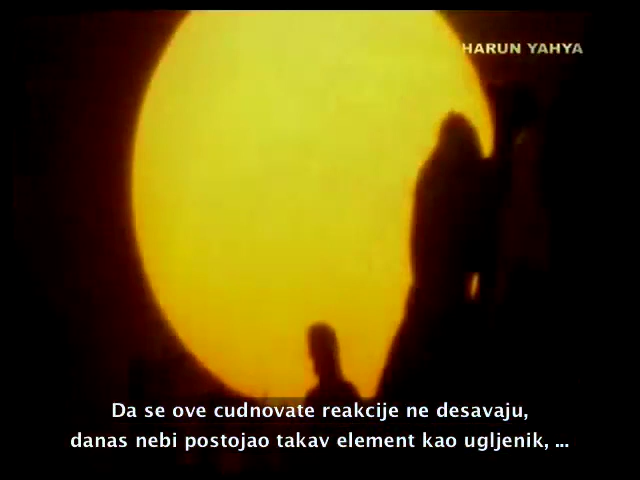 HARUN YAHYA
Da se ove cudnovate reakcije ne desavaju,
danas nebi postojao takav element kao ugljenik, ...